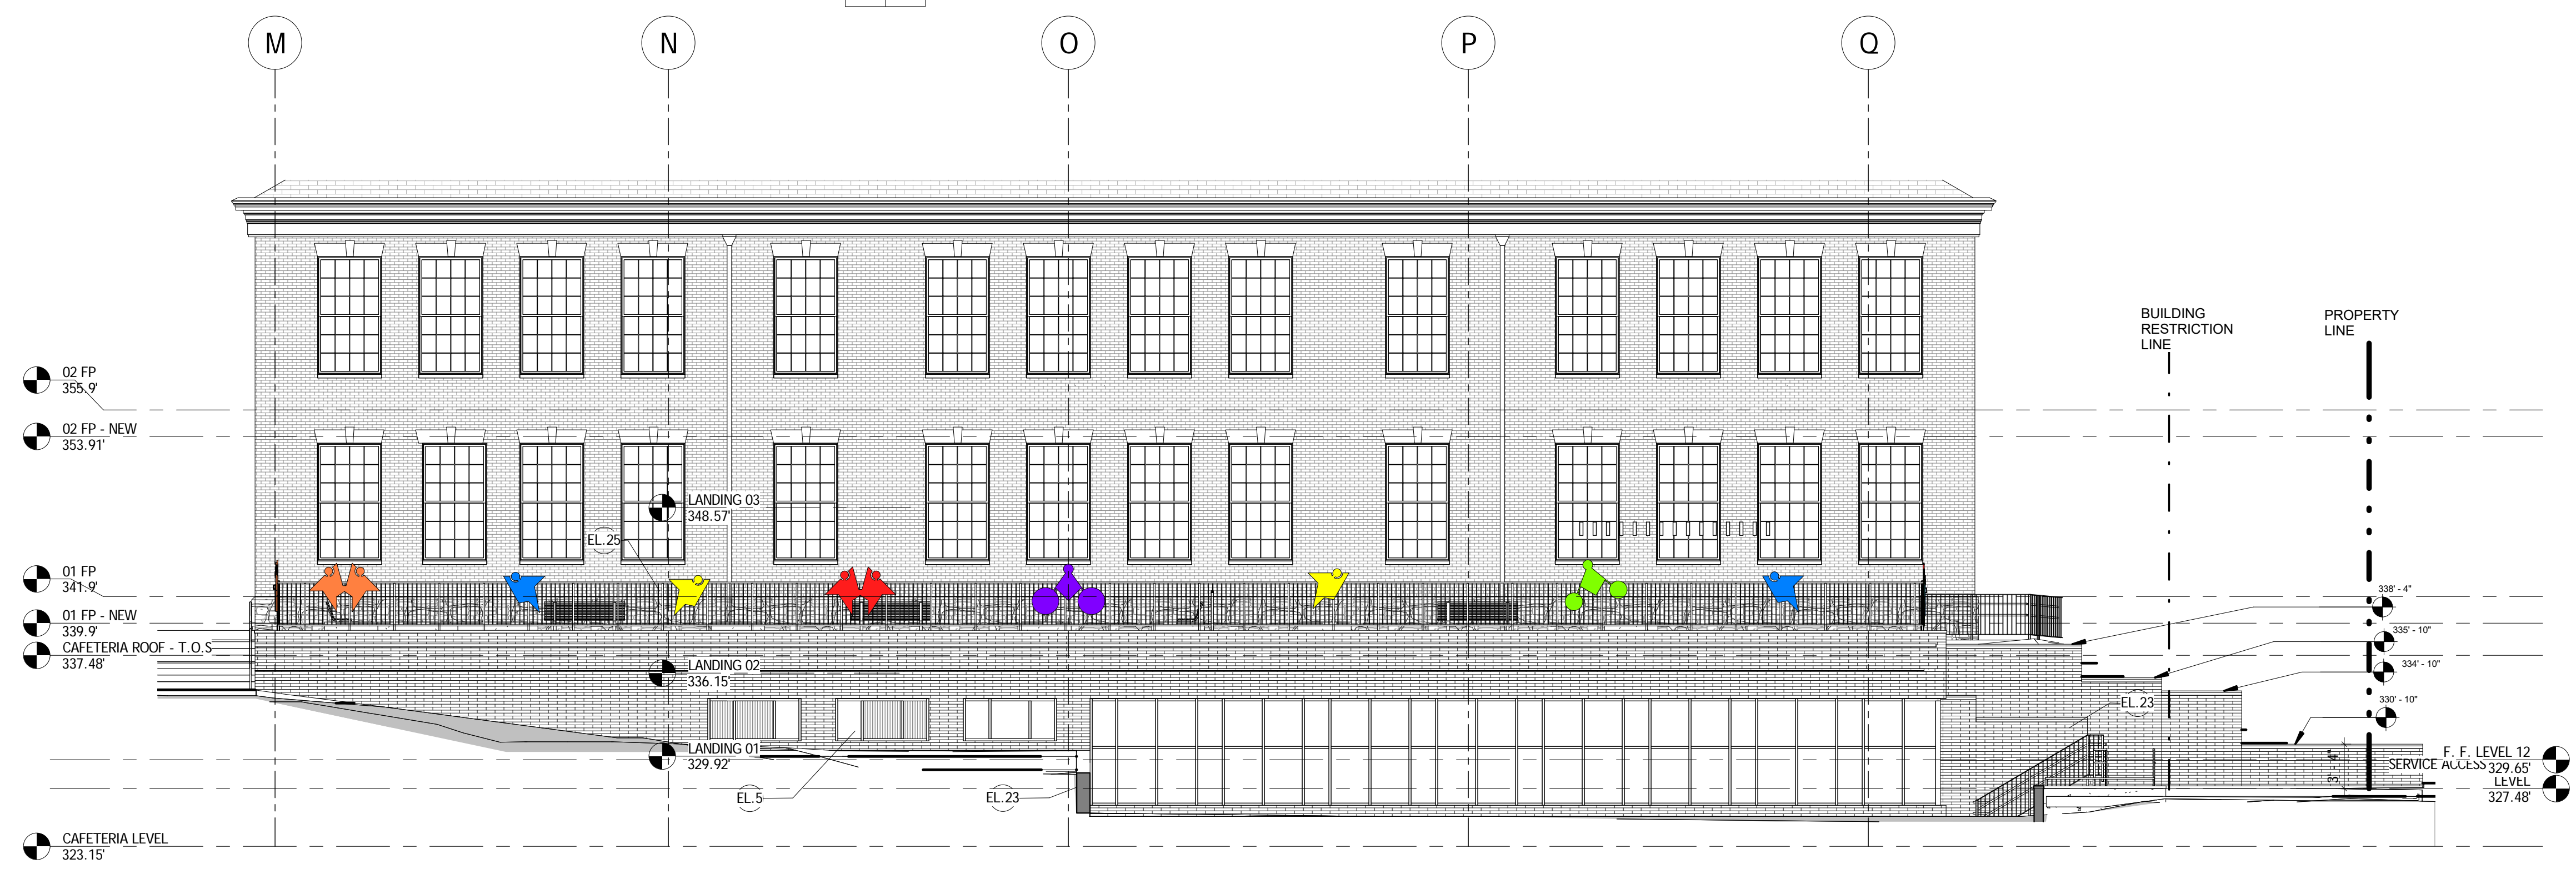 M
N
O
P
Q
BUILDING
RESTRICTION
LINE
PROPERTY
LINE
02 FP
355.9'
02 FP - NEW
353.91'
LANDING 03
348.57'
EL.25
01 FP
341.9'
01 FP - NEW
339.9'
CAFETERIA ROOF - T.O.S
337.48'
LANDING 02
336.15'
338' - 4"
335' - 10"
334' - 10"
330' - 10"
EL.23
LANDING 01
329.92'
EL.5
EL.23
3' - 4"
F. F. LEVEL 12
329.65'
SERVICE ACCESS
LEVEL
327.48'
CAFETERIA LEVEL
323.15'